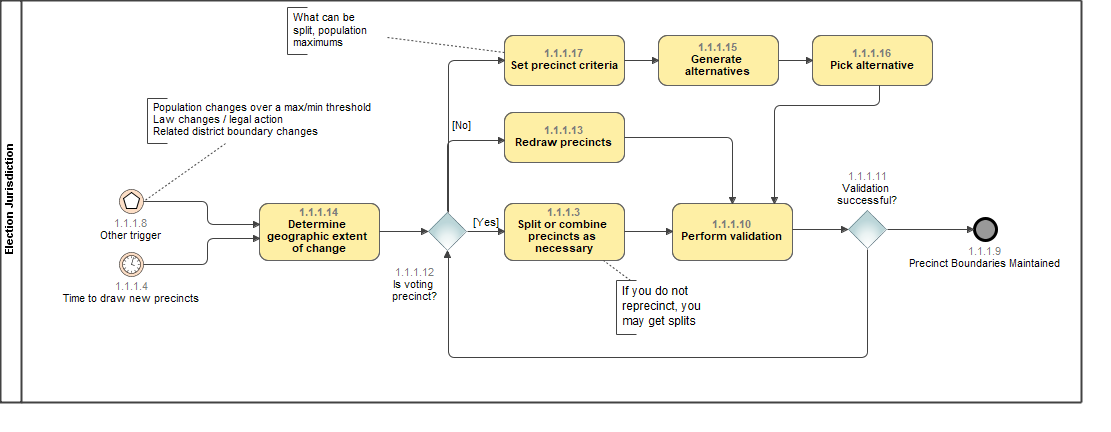 Election Jurisdiction
What can be
split, population
maximums
1.1.1.17
Set precinct criteria
1.1.1.15
Generate
alternatives
1.1.1.16
Pick alternative
Population changes over a max/min threshold
Law changes / legal action
Related district boundary changes
[No]
1.1.1.13
Redraw precincts
1.1.1.8
Other trigger
1.1.1.4
Time to draw new precincts
1.1.1.14
Determine
geographic extent
of change
1.1.1.12
Is voting
precinct?
[Yes]
1.1.1.3
Split or combine
precincts as
necessary
If you do not
reprecinct, you
may get splits
1.1.1.10
Perform validation
1.1.1.11
Validation
successful?
1.1.1.9
Precinct Boundaries Maintained